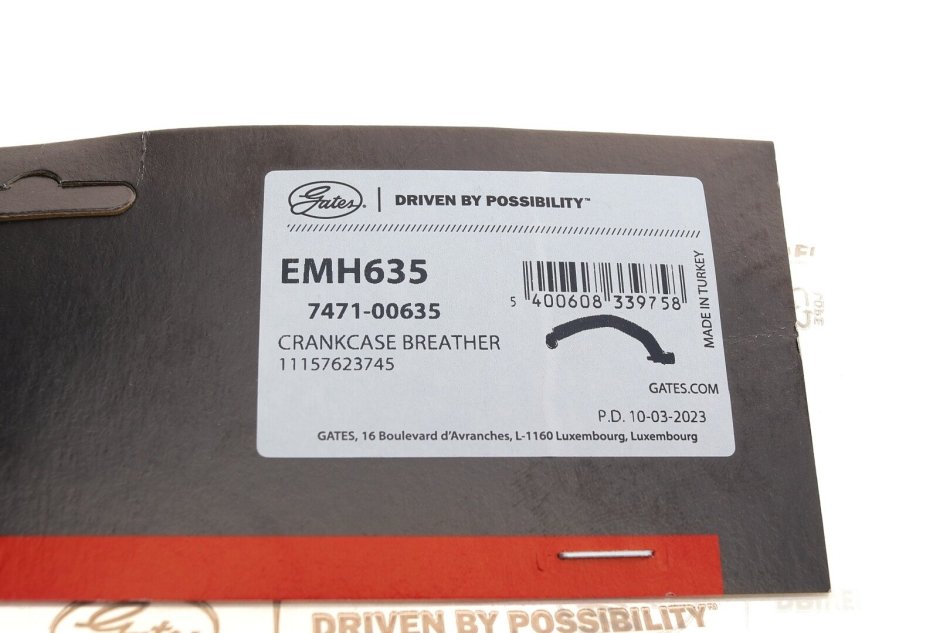 Gates. | DRIVEN BY POSSIBILITY™
EMH635
7471-00635
CRANKCASE BREATHER
11157623745
5 400608 339758
MADE IN TURKEY
GATES.COM
P.D. 10-03-2023
GATES, 16 Boulevard d'Avranches, L-1160 Luxembourg, Luxembourg
Gates DRIVEN BY POSSIBILITY™